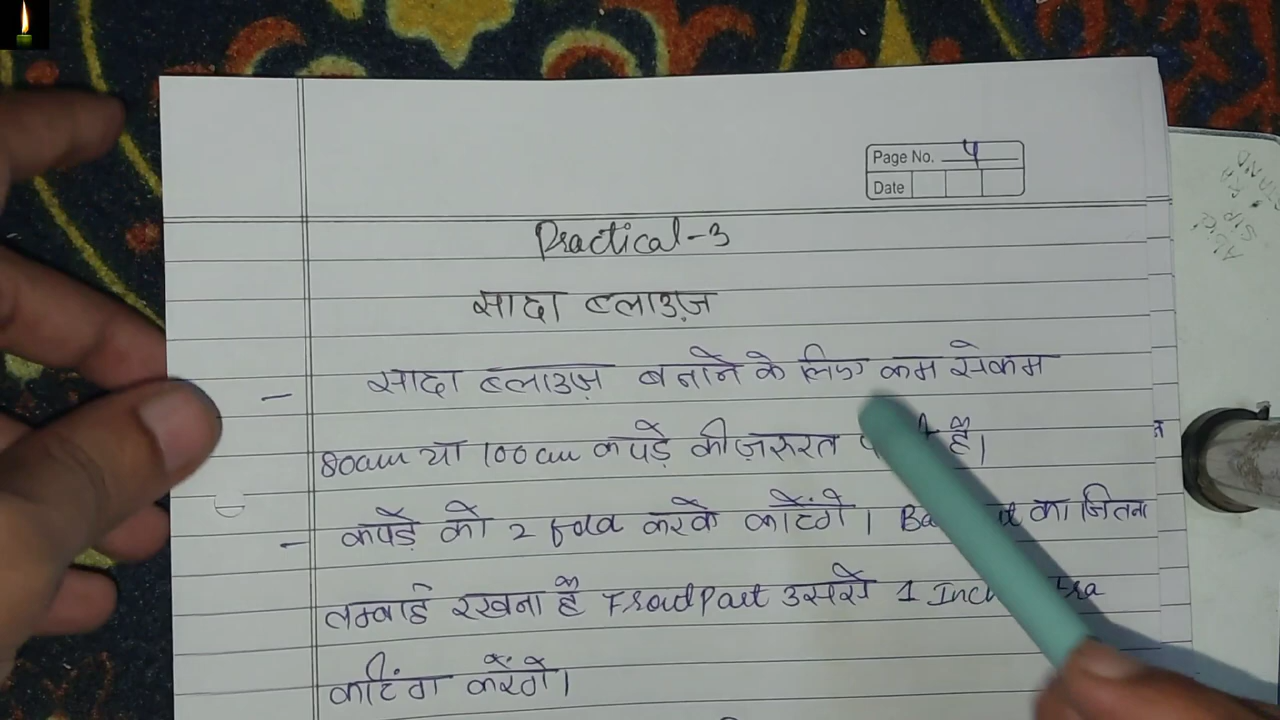 Page No. 4
Date
Practical-3
सादा ब्लाउज़
- सादा ब्लाउज़ बनाने के लिए कम से कम
80cm या 100cm कपड़े की ज़रुरत है।
- कपड़े को 2 fold करके काटेंगे। का जितना
लम्बाई रखना है Front Part उससे 1 Inch
कटिंग करेंगे।